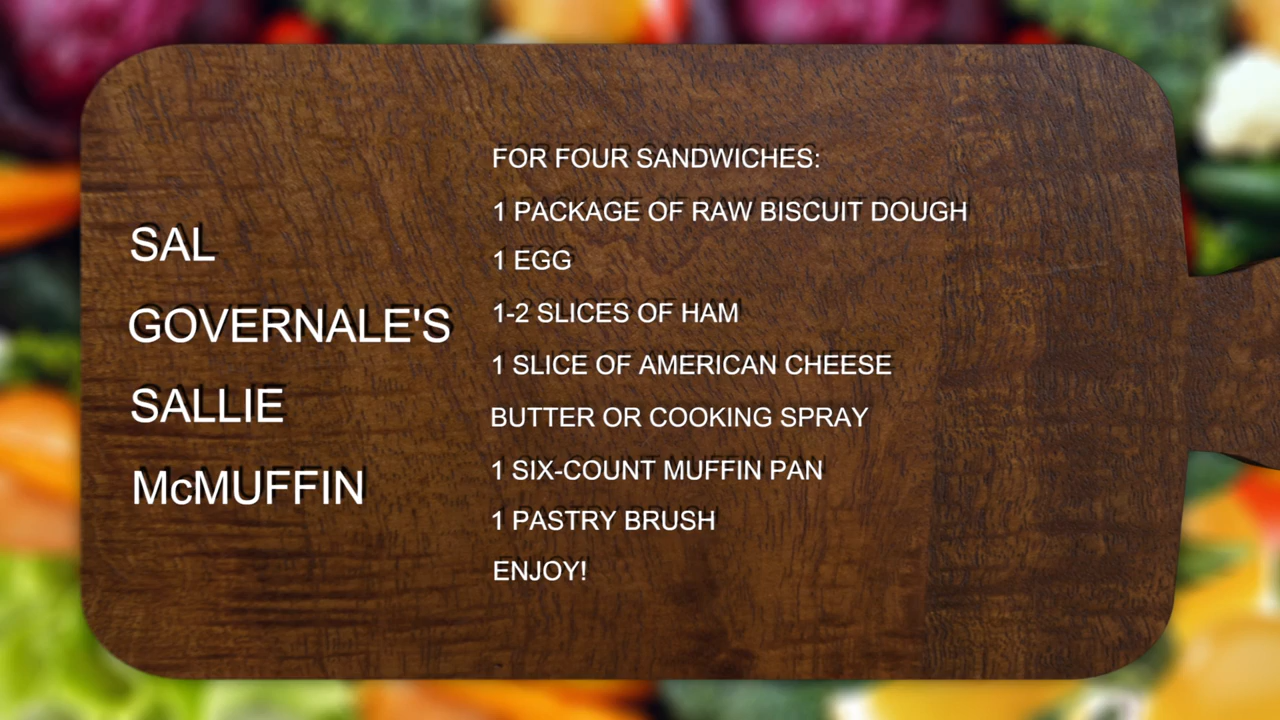 SAL
GOVERNALE'S
SALLIE
McMUFFIN
FOR FOUR SANDWICHES:
1 PACKAGE OF RAW BISCUIT DOUGH
1 EGG
1-2 SLICES OF HAM
1 SLICE OF AMERICAN CHEESE
BUTTER OR COOKING SPRAY
1 SIX-COUNT MUFFIN PAN
1 PASTRY BRUSH
ENJOY!